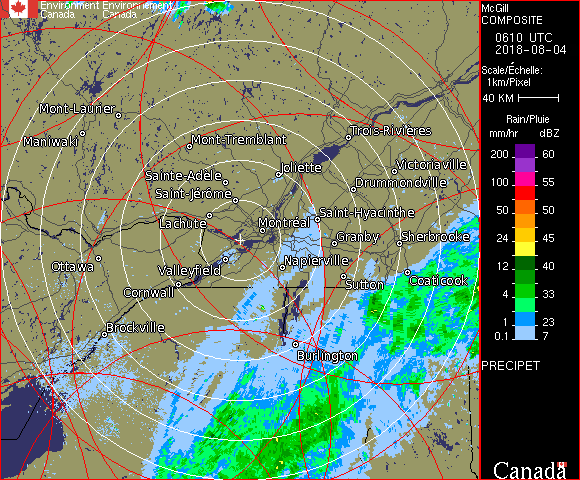 Environment Environnement
Canada Canada
McGill
COMPOSITE
0610 UTC
2018-08-04
Scale/Échelle:
1km/Pixel
40 KM
Rain/Pluie
mm/hr dBZ
200 60
150 57
100 55
50 50
24 45
12 40
4 33
1 23
0.1 7
PRECIPET
Canada
Mont-Laurier
Maniwaki
Mont-Tremblant
Trois-Rivières
Sainte-Adèle
Joliette
Victoriaville
Saint-Jérôme
Drummondville
Lachute
Montréal
Saint-Hyacinthe
Granby
Sherbrooke
Ottawa
Valleyfield
Napierville
Cornwall
Sutton
Coaticook
Brockville
Burlington